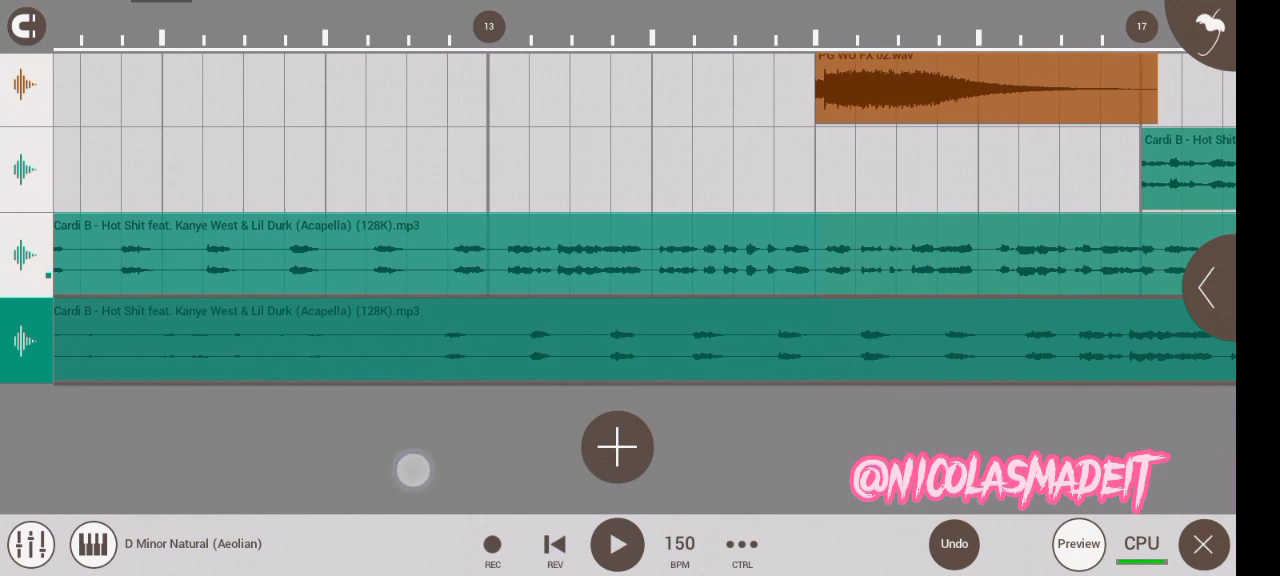 13
17
PG WU FX 02.wav
Cardi B - Hot Shit
Cardi B - Hot Shit feat. Kanye West & Lil Durk (Acapella) (128K).mp3
Cardi B - Hot Shit feat. Kanye West & Lil Durk (Acapella) (128K).mp3
@NICOLASMADEIT
D Minor Natural (Aeolian)
REC
REV
150
BPM
CTRL
Undo
Preview
CPU